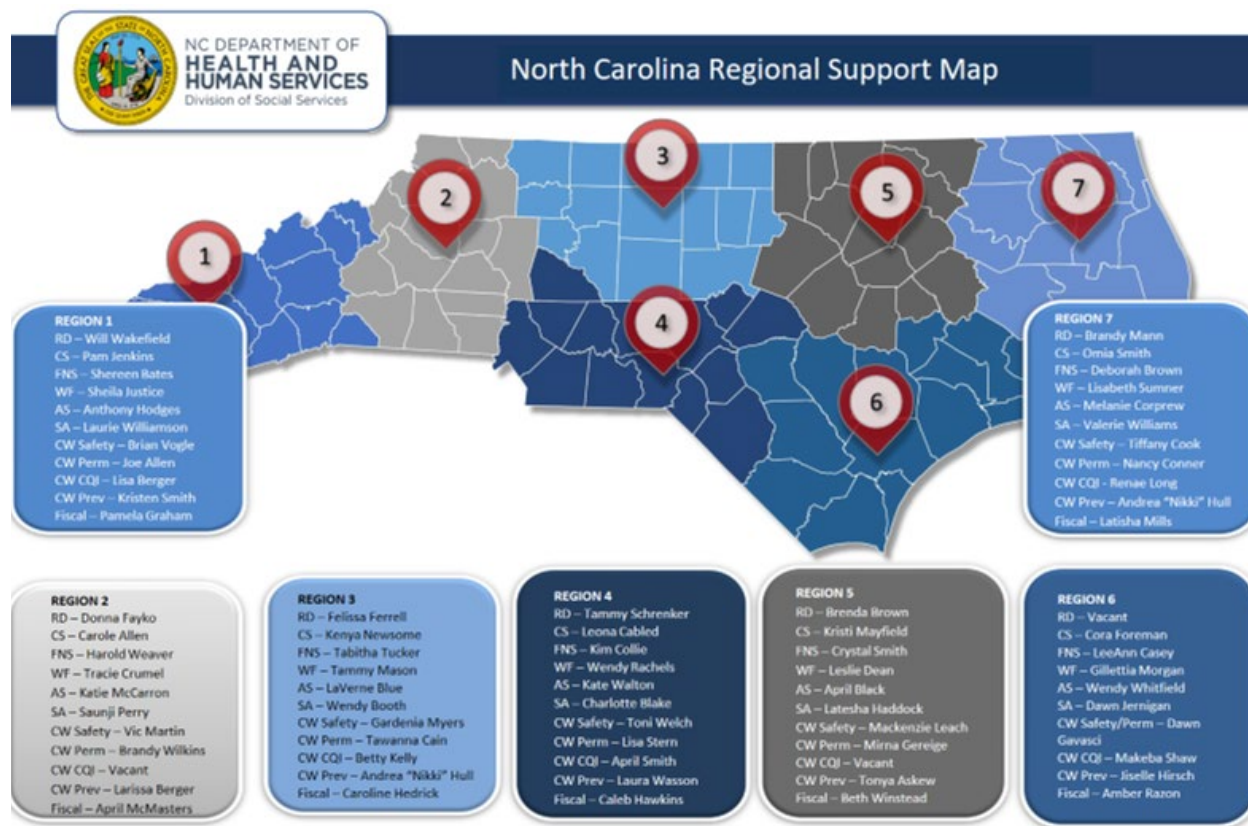 NC DEPARTMENT OF
HEALTH AND
HUMAN SERVICES
Division of Social Services
North Carolina Regional Support Map
1
2
3
4
5
6
7
REGION 1
RD – Will Wakefield
CS – Pam Jenkins
FNS – Shereen Bates
WF – Sheila Justice
AS – Anthony Hodges
SA – Laurie Williamson
CW Safety – Brian Vogle
CW Perm – Joe Allen
CW CQI – Lisa Berger
CW Prev – Kristen Smith
Fiscal – Pamela Graham
REGION 7
RD – Brandy Mann
CS – Omia Smith
FNS – Deborah Brown
WF – Lisabeth Sumner
AS – Melanie Corprew
SA – Valerie Williams
CW Safety – Tiffany Cook
CW Perm – Nancy Conner
CW CQI - Renae Long
CW Prev – Andrea "Nikki" Hull
Fiscal – Latisha Mills
REGION 2
RD – Donna Fayko
CS – Carole Allen
FNS – Harold Weaver
WF – Tracie Crumel
AS – Katie McCarron
SA – Saunji Perry
CW Safety – Vic Martin
CW Perm – Brandy Wilkins
CW CQI – Vacant
CW Prev – Larissa Berger
Fiscal – April McMasters
REGION 3
RD – Felissa Ferrell
CS – Kenya Newsome
FNS – Tabitha Tucker
WF – Tammy Mason
AS – LaVerne Blue
SA – Wendy Booth
CW Safety – Gardenia Myers
CW Perm – Tawanna Cain
CW CQI – Betty Kelly
CW Prev – Andrea "Nikki" Hull
Fiscal – Caroline Hedrick
REGION 4
RD – Tammy Schrenker
CS – Leona Cabled
FNS – Kim Collie
WF – Wendy Rachels
AS – Kate Walton
SA – Charlotte Blake
CW Safety – Toni Welch
CW Perm – Lisa Stern
CW CQI – April Smith
CW Prev – Laura Wasson
Fiscal – Caleb Hawkins
REGION 5
RD – Brenda Brown
CS – Kristi Mayfield
FNS – Crystal Smith
WF – Leslie Dean
AS – April Black
SA – Latesha Haddock
CW Safety – Mackenzie Leach
CW Perm – Mirna Gereige
CW CQI – Vacant
CW Prev – Tonya Askew
Fiscal – Beth Winstead
REGION 6
RD – Vacant
CS – Cora Foreman
FNS – LeeAnn Casey
WF – Gillettia Morgan
AS – Wendy Whitfield
SA – Dawn Jernigan
CW Safety/Perm – Dawn
Gavasci
CW CQI – Makeba Shaw
CW Prev – Jiselle Hirsch
Fiscal – Amber Razon